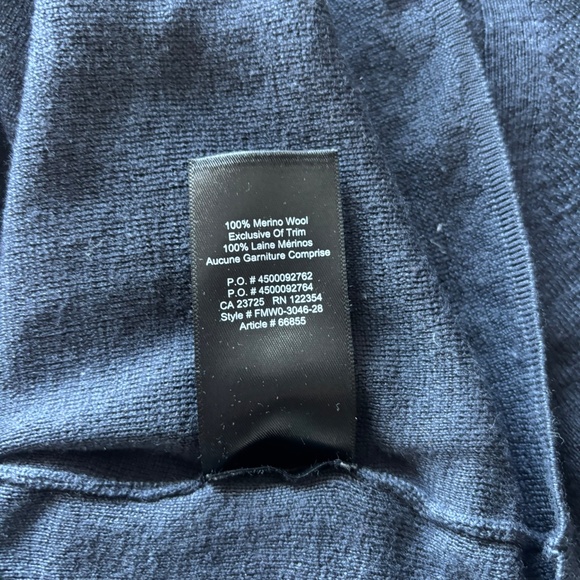 100% Merino Wool
Exclusive Of Trim
100% Laine Mérinos
Aucune Garniture Comprise
P.O. # 4500092762
P.O. # 4500092764
CA 23725 RN 122354
Style # FMW0-3046-28
Article # 66855